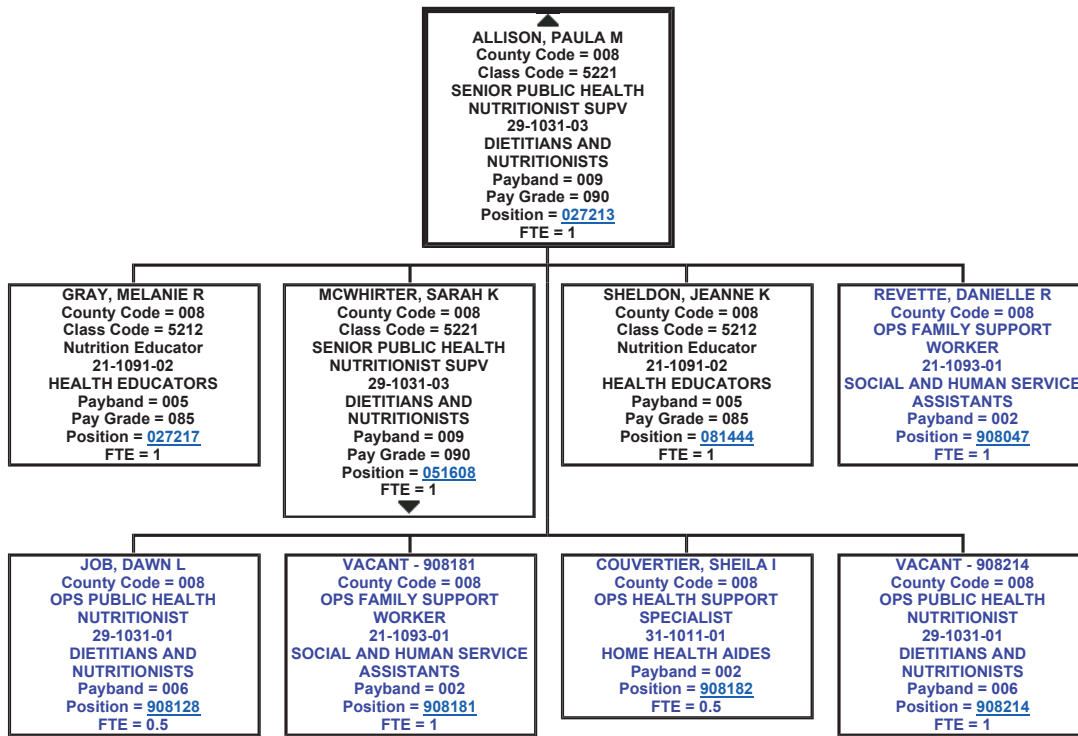 ALLISON, PAULA M
County Code = 008
Class Code = 5221
SENIOR PUBLIC HEALTH
NUTRITIONIST SUPV
29-1031-03
DIETITIANS AND
NUTRITIONISTS
Payband = 009
Pay Grade = 090
Position = 027213
FTE = 1
GRAY, MELANIE R
County Code = 008
Class Code = 5212
Nutrition Educator
21-1091-02
HEALTH EDUCATORS
Payband = 005
Pay Grade = 085
Position = 027217
FTE = 1
MCWHIRTER, SARAH K
County Code = 008
Class Code = 5221
SENIOR PUBLIC HEALTH
NUTRITIONIST SUPV
29-1031-03
DIETITIANS AND
NUTRITIONISTS
Payband = 009
Pay Grade = 090
Position = 051608
FTE = 1
SHELDON, JEANNE K
County Code = 008
Class Code = 5212
Nutrition Educator
21-1091-02
HEALTH EDUCATORS
Payband = 005
Pay Grade = 085
Position = 081444
FTE = 1
REVETTE, DANIELLE R
County Code = 008
OPS FAMILY SUPPORT
WORKER
21-1093-01
SOCIAL AND HUMAN SERVICE
ASSISTANTS
Payband = 002
Position = 908047
FTE = 1
JOB, DAWN L
County Code = 008
OPS PUBLIC HEALTH
NUTRITIONIST
29-1031-01
DIETITIANS AND
NUTRITIONISTS
Payband = 006
Position = 908128
FTE = 0.5
VACANT - 908181
County Code = 008
OPS FAMILY SUPPORT
WORKER
21-1093-01
SOCIAL AND HUMAN SERVICE
ASSISTANTS
Payband = 002
Position = 908181
FTE = 1
COUVERTIER, SHEILA I
County Code = 008
OPS HEALTH SUPPORT
SPECIALIST
31-1011-01
HOME HEALTH AIDES
Payband = 002
Position = 908182
FTE = 0.5
VACANT - 908214
County Code = 008
OPS PUBLIC HEALTH
NUTRITIONIST
29-1031-01
DIETITIANS AND
NUTRITIONISTS
Payband = 006
Position = 908214
FTE = 1